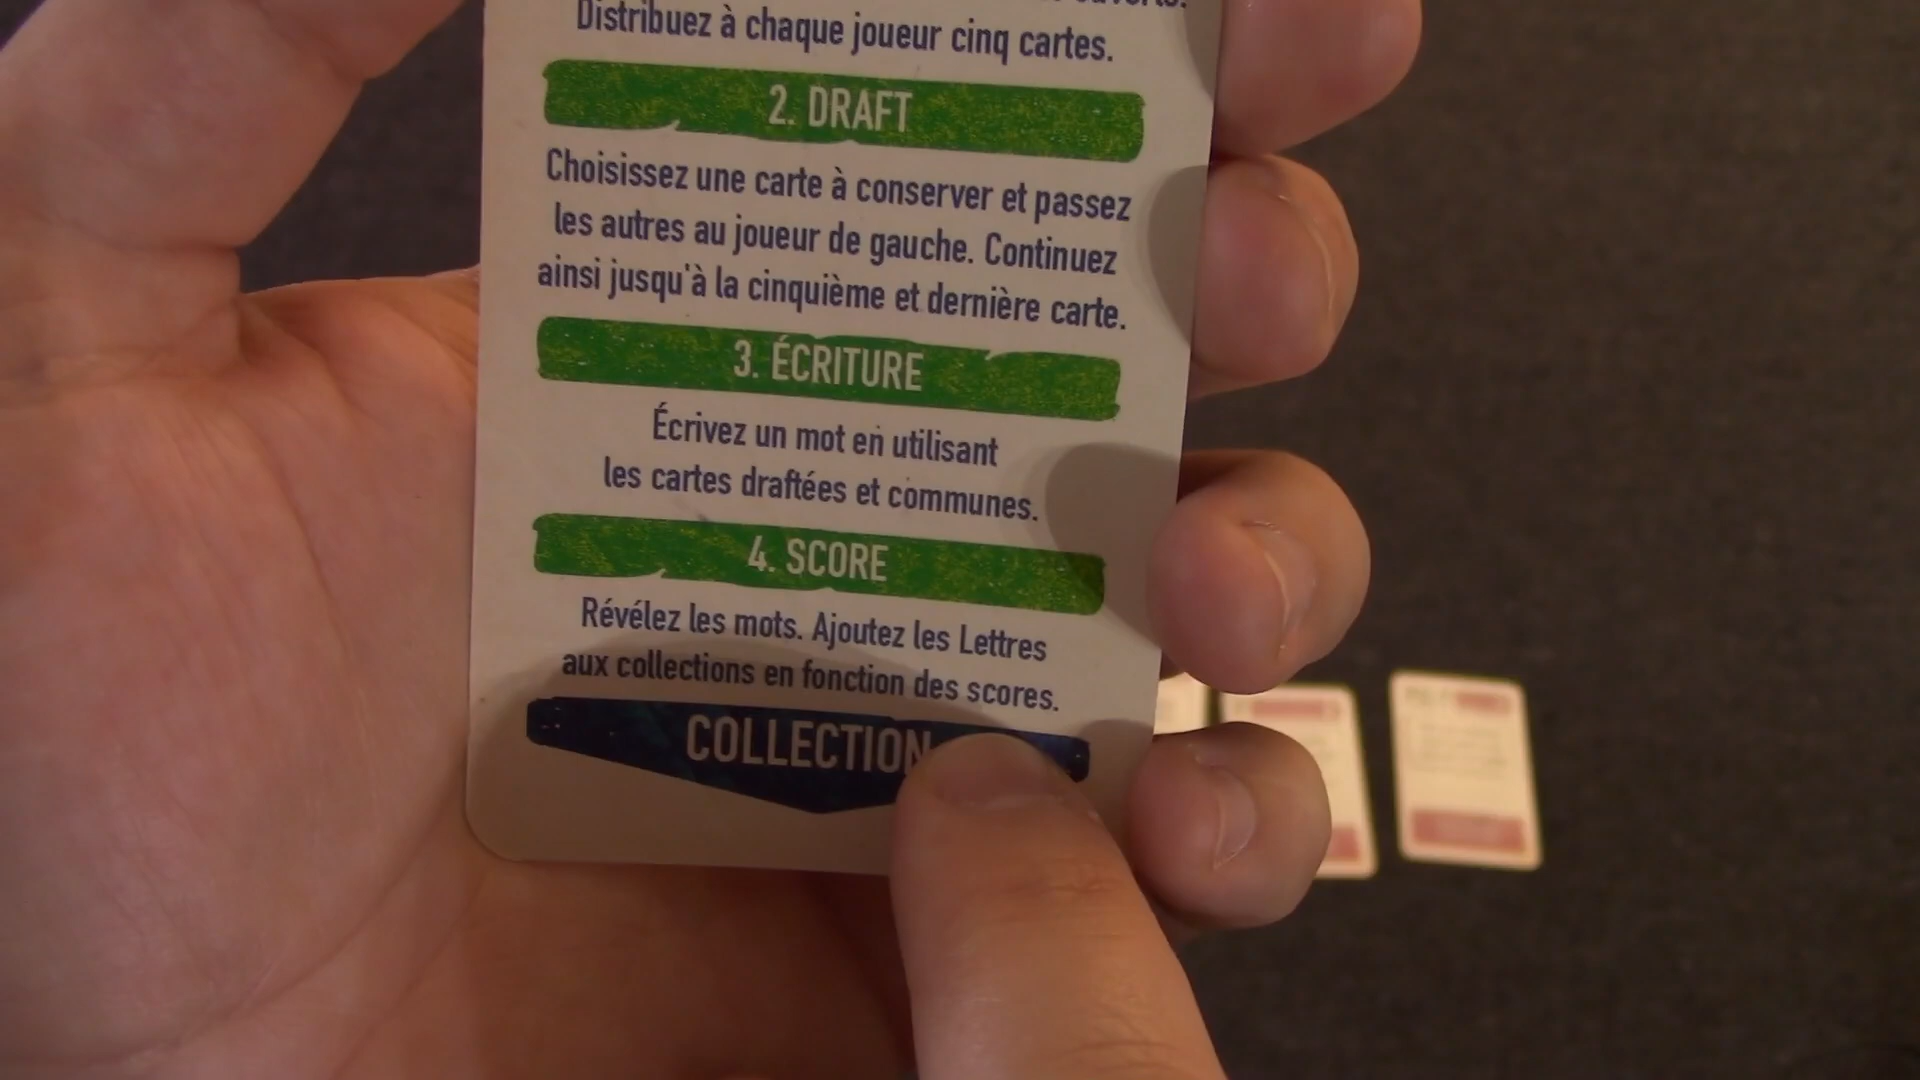 Distribuez à chaque joueur cinq cartes.
2. DRAFT
Choisissez une carte à conserver et passez
les autres au joueur de gauche. Continuez
ainsi jusqu'à la cinquième et dernière carte.
3. ÉCRITURE
Écrivez un mot en utilisant
les cartes draftées et communes.
4. SCORE
Révélez les mots. Ajoutez les Lettres
aux collections en fonction des scores.
COLLECTION